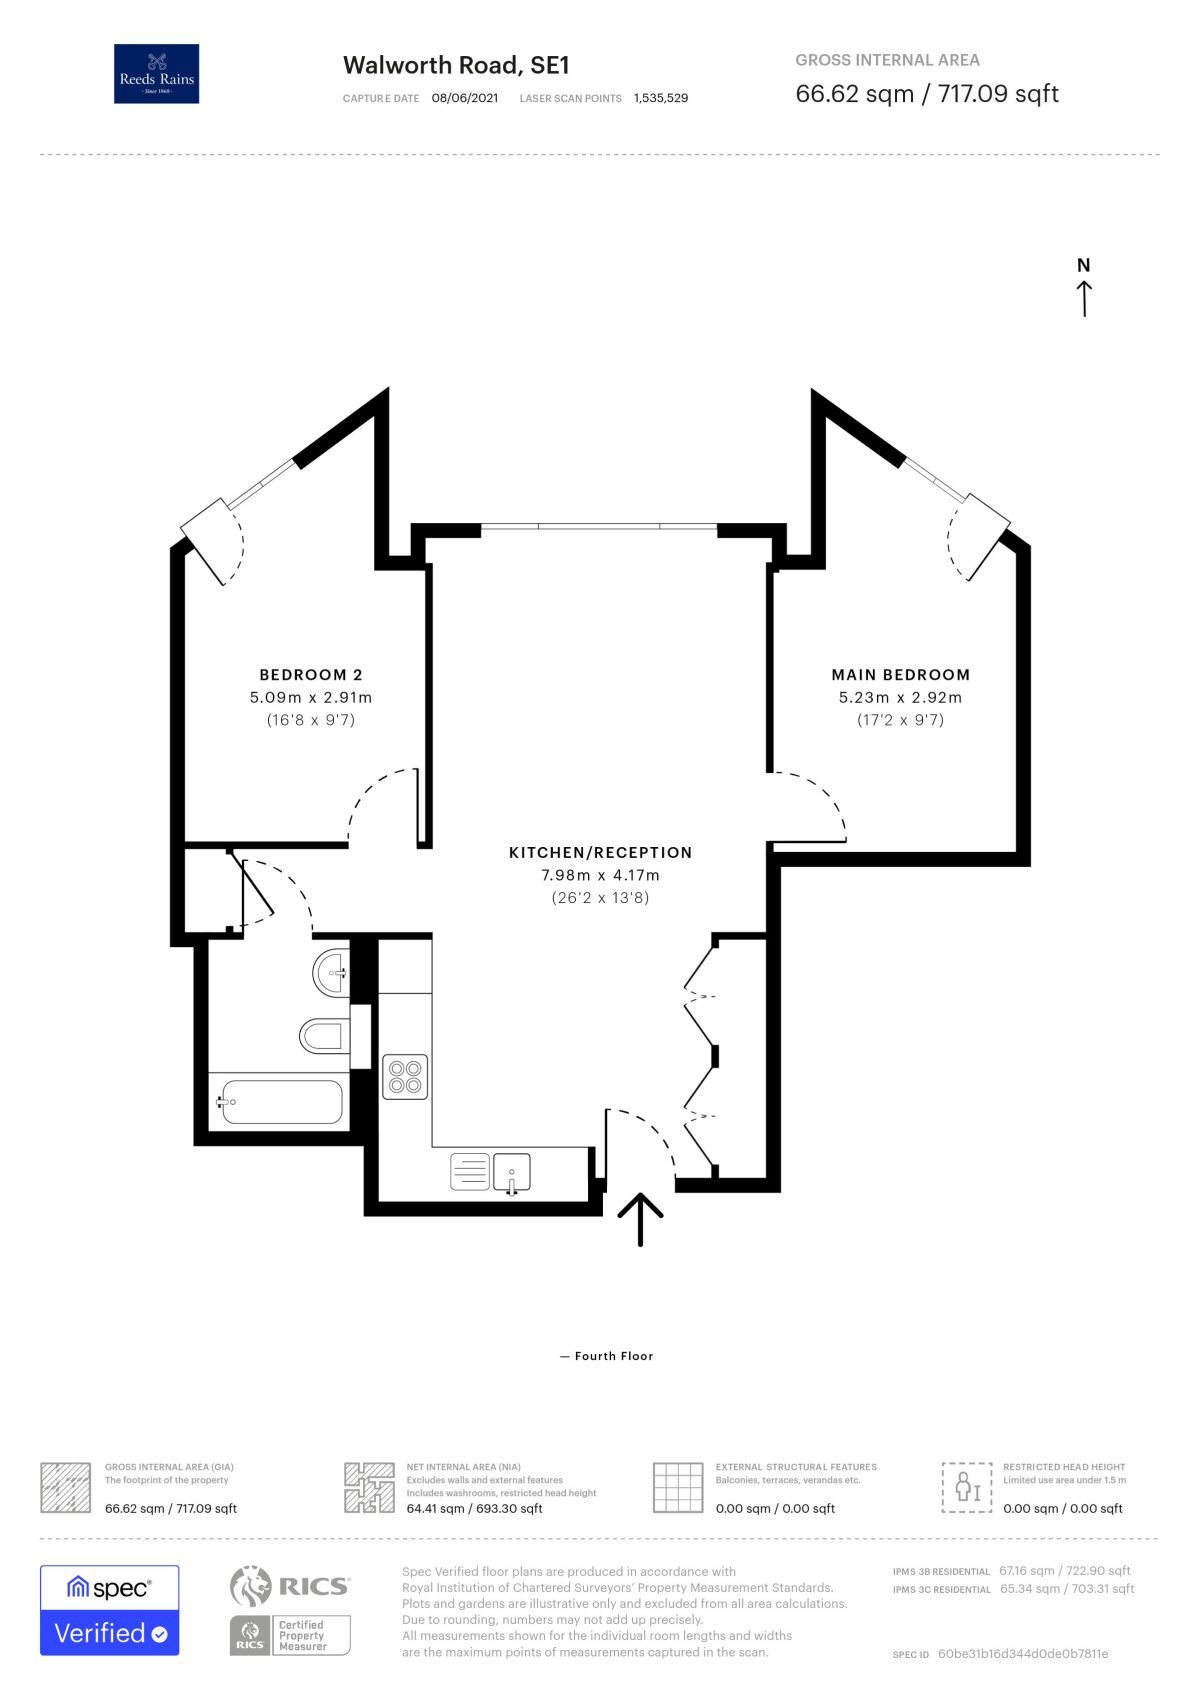 Reeds Rains
· Since 1868 ·
Walworth Road, SE1
CAPTURE DATE 08/06/2021 LASER SCAN POINTS 1,535,529
GROSS INTERNAL AREA
66.62 sqm / 717.09 sqft
N
BEDROOM 2
5.09m x 2.91m
(16'8 x 9'7)
MAIN BEDROOM
5.23m x 2.92m
(17'2 x 9'7)
KITCHEN/RECEPTION
7.98m x 4.17m
(26'2 x 13'8)
— Fourth Floor
GROSS INTERNAL AREA (GIA)
The footprint of the property
66.62 sqm / 717.09 sqft
NET INTERNAL AREA (NIA)
Excludes walls and external features
Includes washrooms, restricted head height
64.41 sqm / 693.30 sqft
EXTERNAL STRUCTURAL FEATURES
Balconies, terraces, verandas etc.
0.00 sqm / 0.00 sqft
RESTRICTED HEAD HEIGHT
Limited use area under 1.5 m
0.00 sqm / 0.00 sqft
spec®
Verified
RICS®
RICS
Certified
Property
Measurer
Spec Verified floor plans are produced in accordance with
Royal Institution of Chartered Surveyors' Property Measurement Standards.
Plots and gardens are illustrative only and excluded from all area calculations.
Due to rounding, numbers may not add up precisely.
All measurements shown for the individual room lengths and widths
are the maximum points of measurements captured in the scan.
IPMS 3B RESIDENTIAL 67.16 sqm / 722.90 sqft
IPMS 3C RESIDENTIAL 65.34 sqm / 703.31 sqft
SPEC ID 60be31b16d344d0de0b7811e